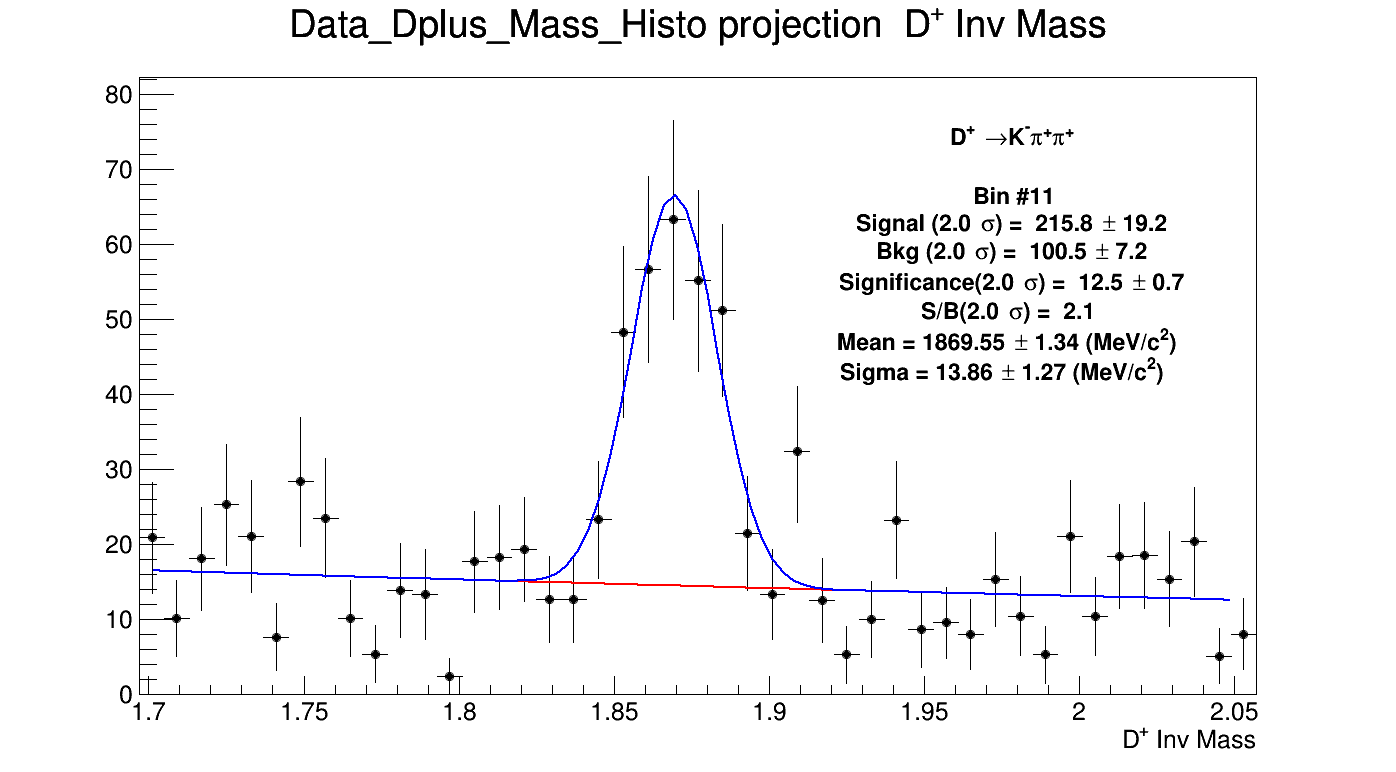 Data_Dplus_Mass_Histo projection D⁺ Inv Mass
80
70
60
50
40
30
20
10
0
D⁺ →K⁻π⁺π⁺
Bin #11
Signal (2.0 σ) = 215.8 ± 19.2
Bkg (2.0 σ) = 100.5 ± 7.2
Significance(2.0 σ) = 12.5 ± 0.7
S/B(2.0 σ) = 2.1
Mean = 1869.55 ± 1.34 (MeV/c²)
Sigma = 13.86 ± 1.27 (MeV/c²)
1.7 1.75 1.8 1.85 1.9 1.95 2 2.05
D⁺ Inv Mass